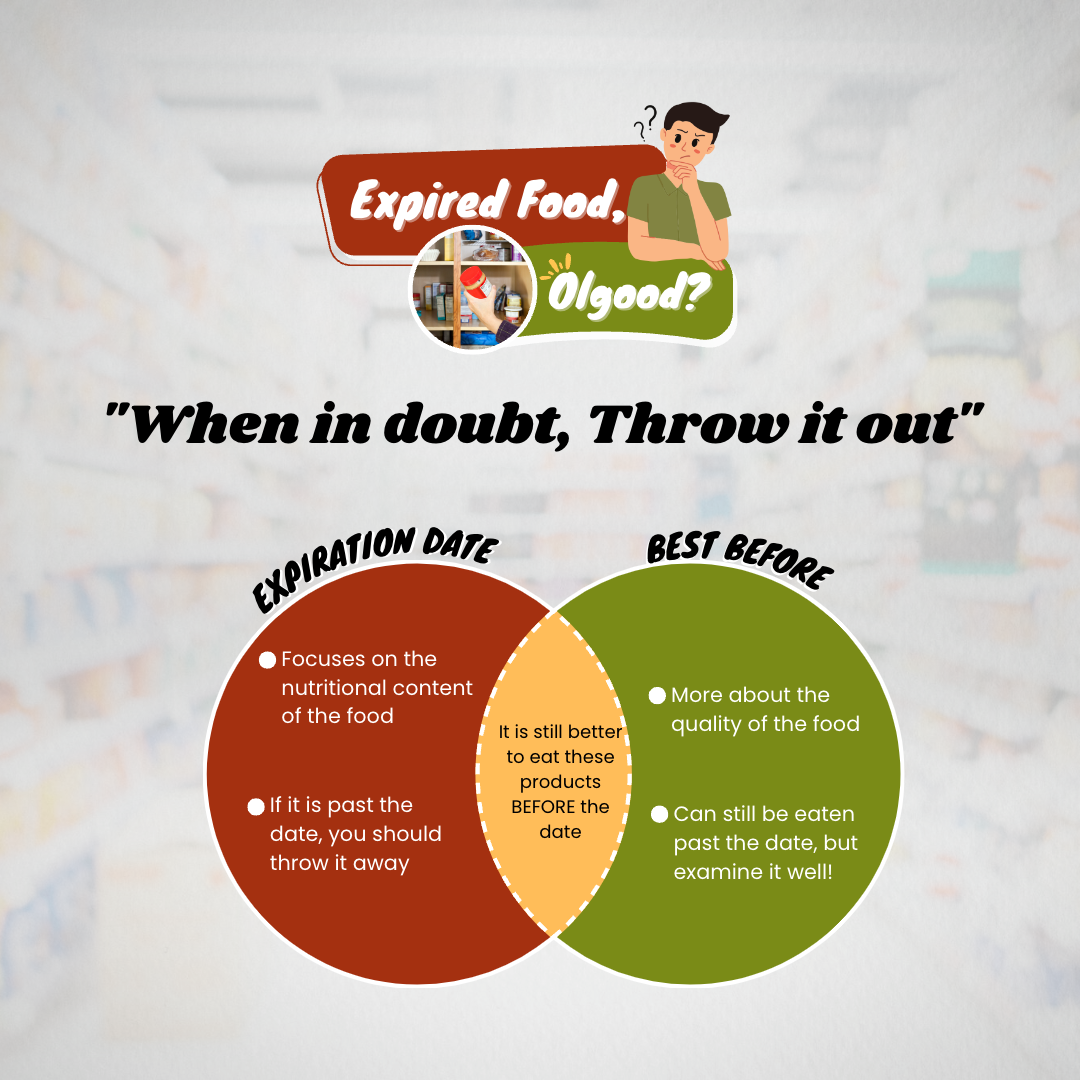 ??
Expired Food,
Olgood?
"When in doubt, Throw it out"
EXPIRATION DATE
Focuses on the
nutritional content
of the food
If it is past the
date, you should
throw it away
It is still better
to eat these
products
BEFORE the
date
BEST BEFORE
More about the
quality of the food
Can still be eaten
past the date, but
examine it well!